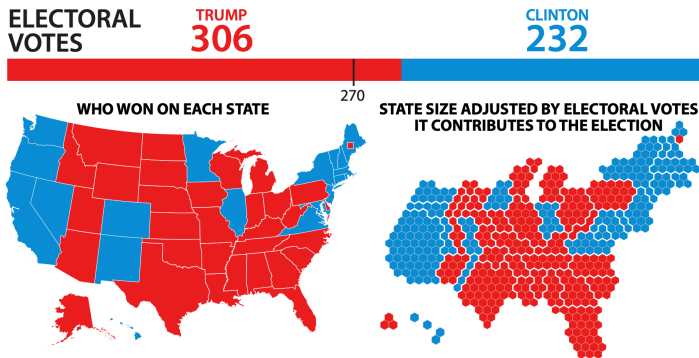 ELECTORAL
VOTES
TRUMP
306
CLINTON
232
270
WHO WON ON EACH STATE
STATE SIZE ADJUSTED BY ELECTORAL VOTES
IT CONTRIBUTES TO THE ELECTION